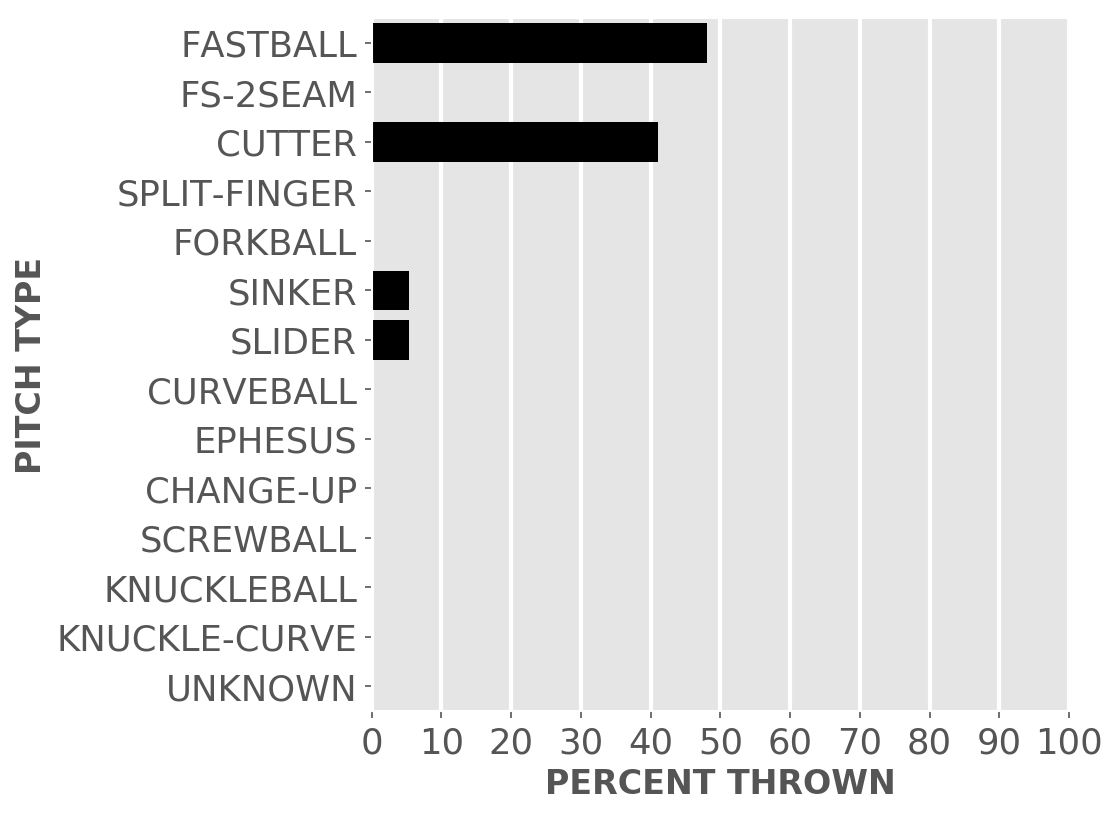 FASTBALL
FS-2SEAM
CUTTER
SPLIT-FINGER
FORKBALL
SINKER
SLIDER
CURVEBALL
EPHESUS
CHANGE-UP
SCREWBALL
KNUCKLEBALL
KNUCKLE-CURVE
UNKNOWN
PITCH TYPE
0 10 20 30 40 50 60 70 80 90 100
PERCENT THROWN